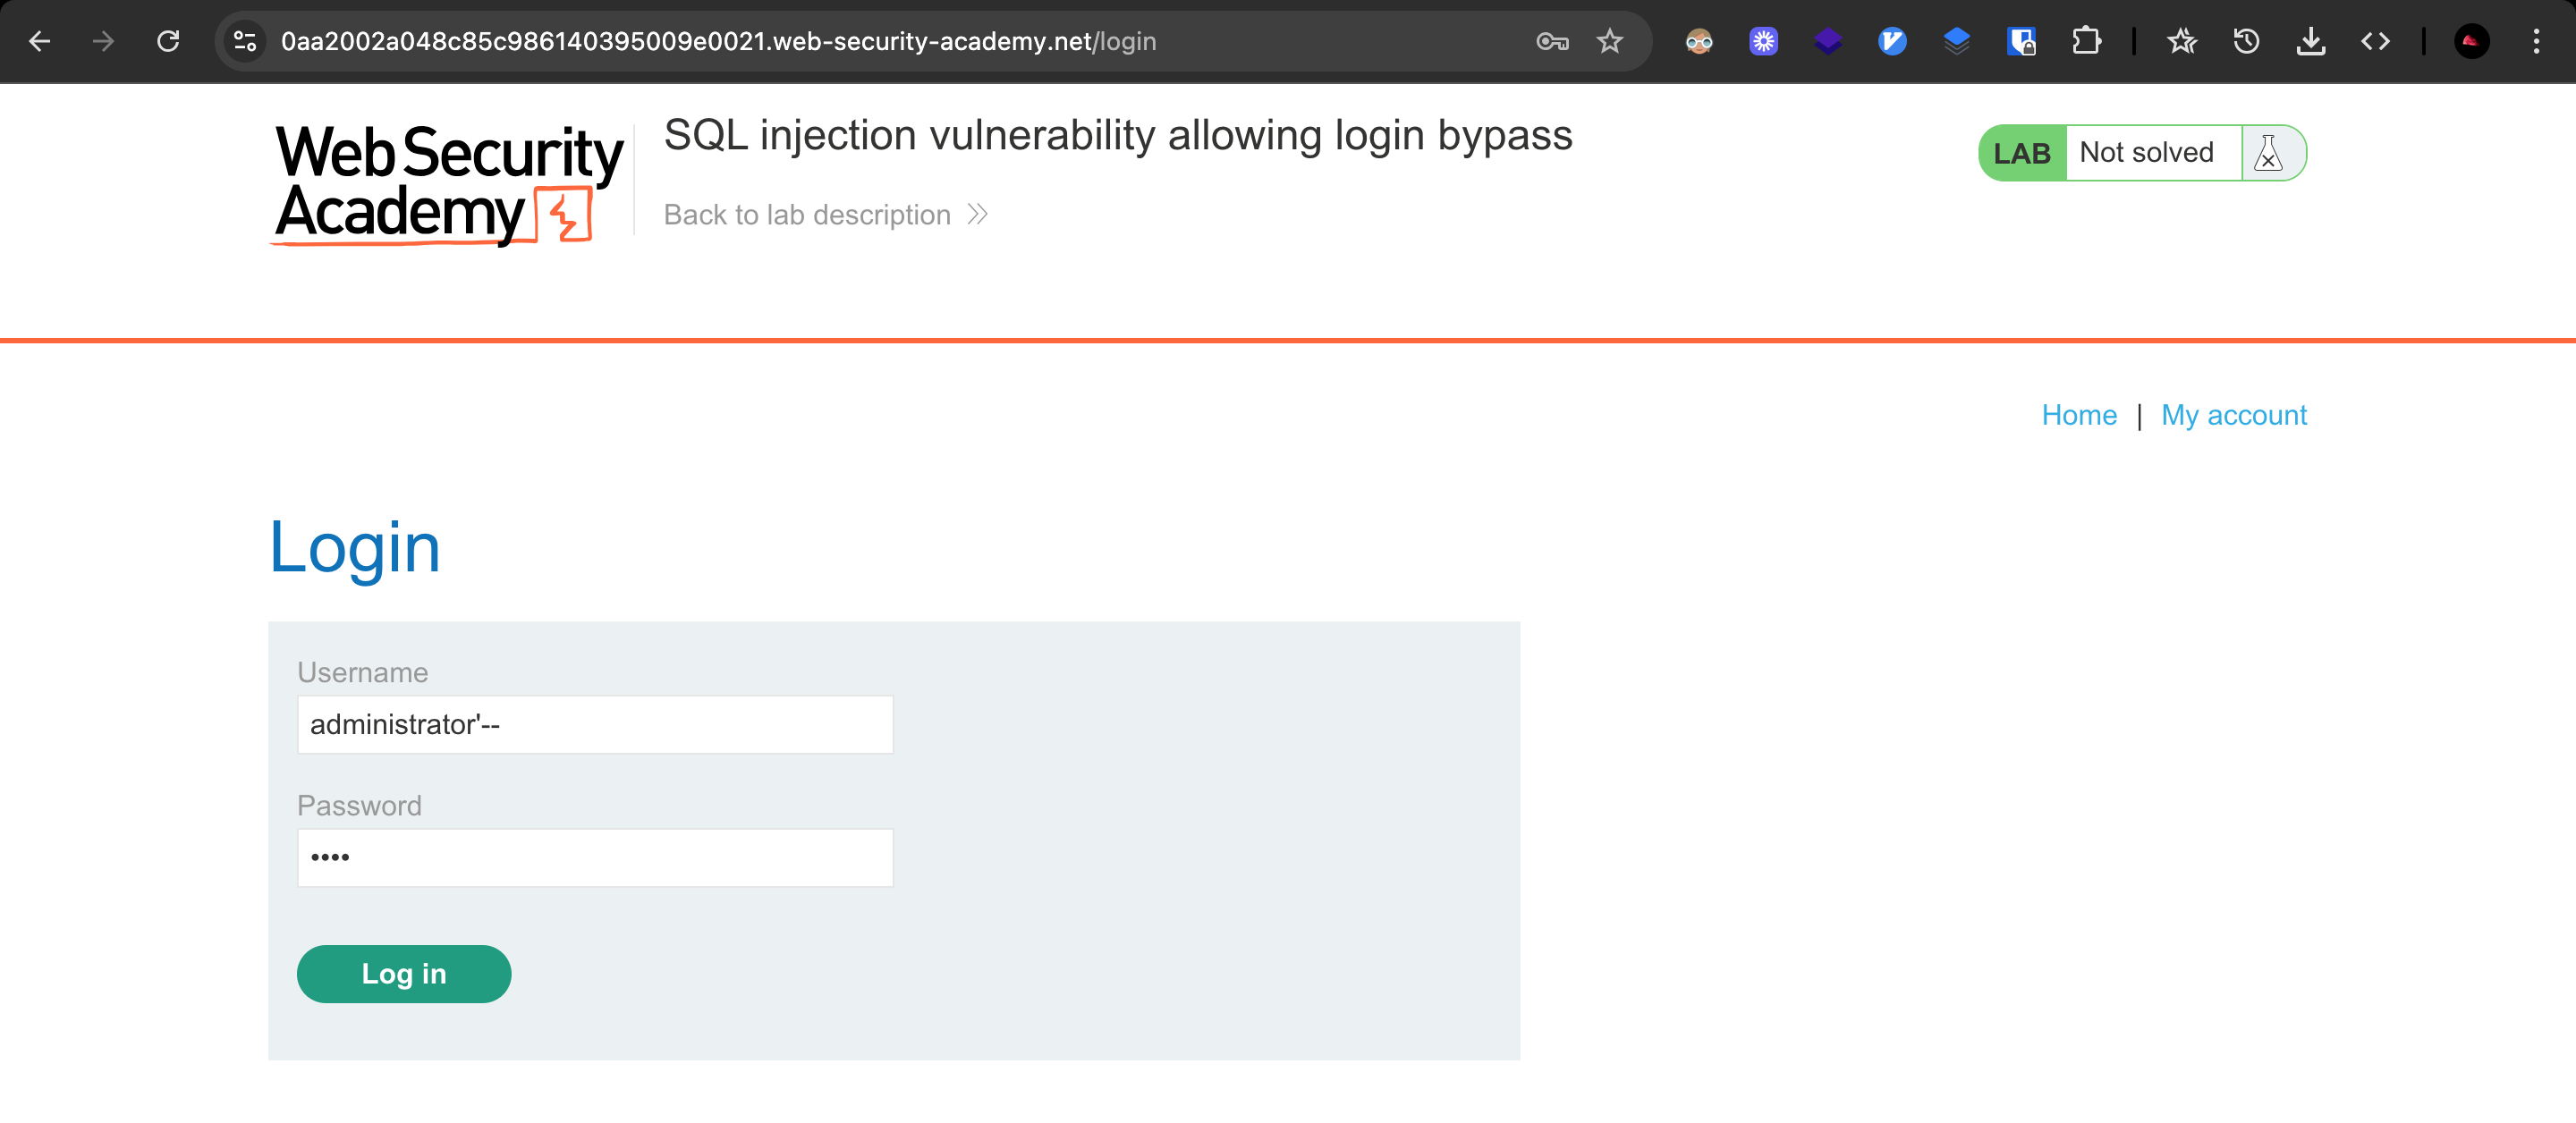 0aa2002a048c85c986140395009e0021.web-security-academy.net/login
Web Security
Academy
SQL injection vulnerability allowing login bypass
Back to lab description
LAB Not solved
Home | My account
Login
Username
administrator'--
Password
••••
Log in